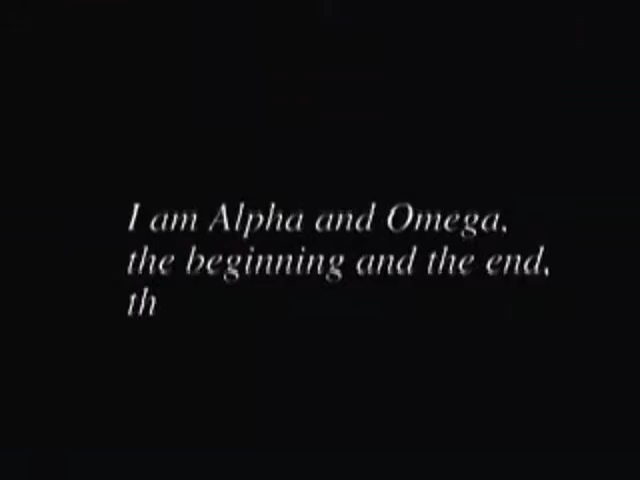 I am Alpha and Omega,
the beginning and the end,
th